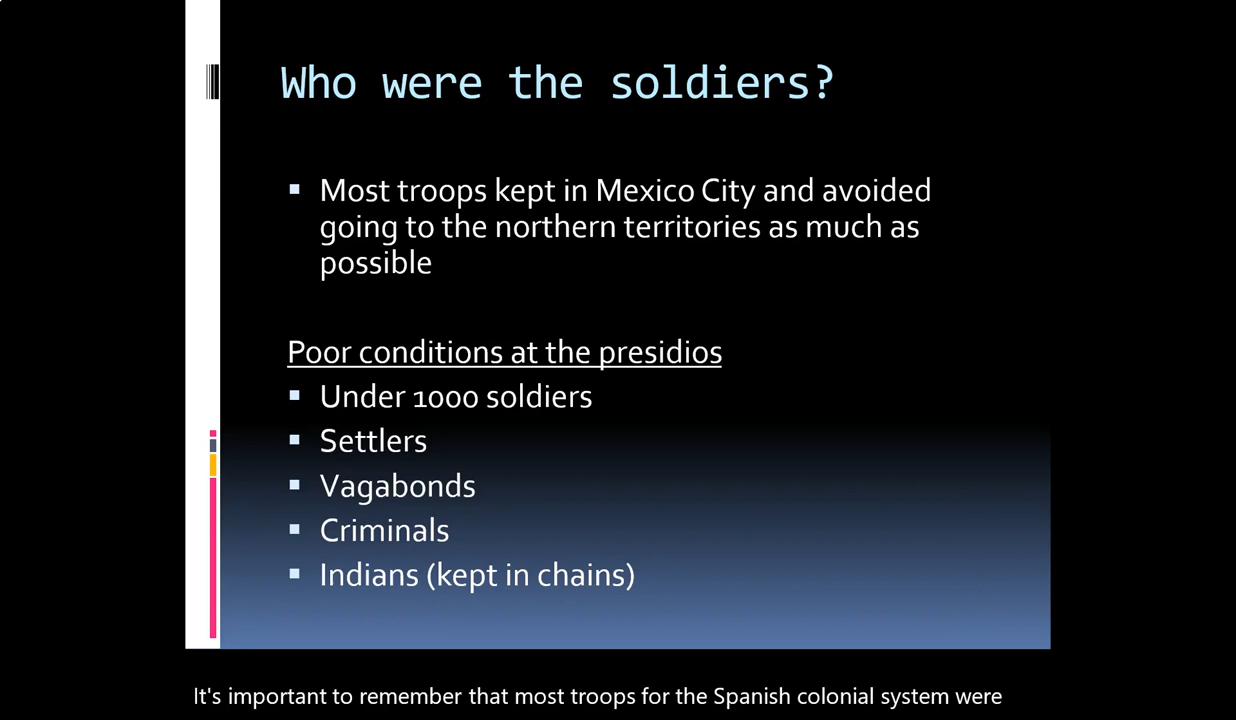 Who were the soldiers?
▪ Most troops kept in Mexico City and avoided
going to the northern territories as much as
possible
Poor conditions at the presidios
▪ Under 1000 soldiers
▪ Settlers
▪ Vagabonds
▪ Criminals
▪ Indians (kept in chains)
It's important to remember that most troops for the Spanish colonial system were